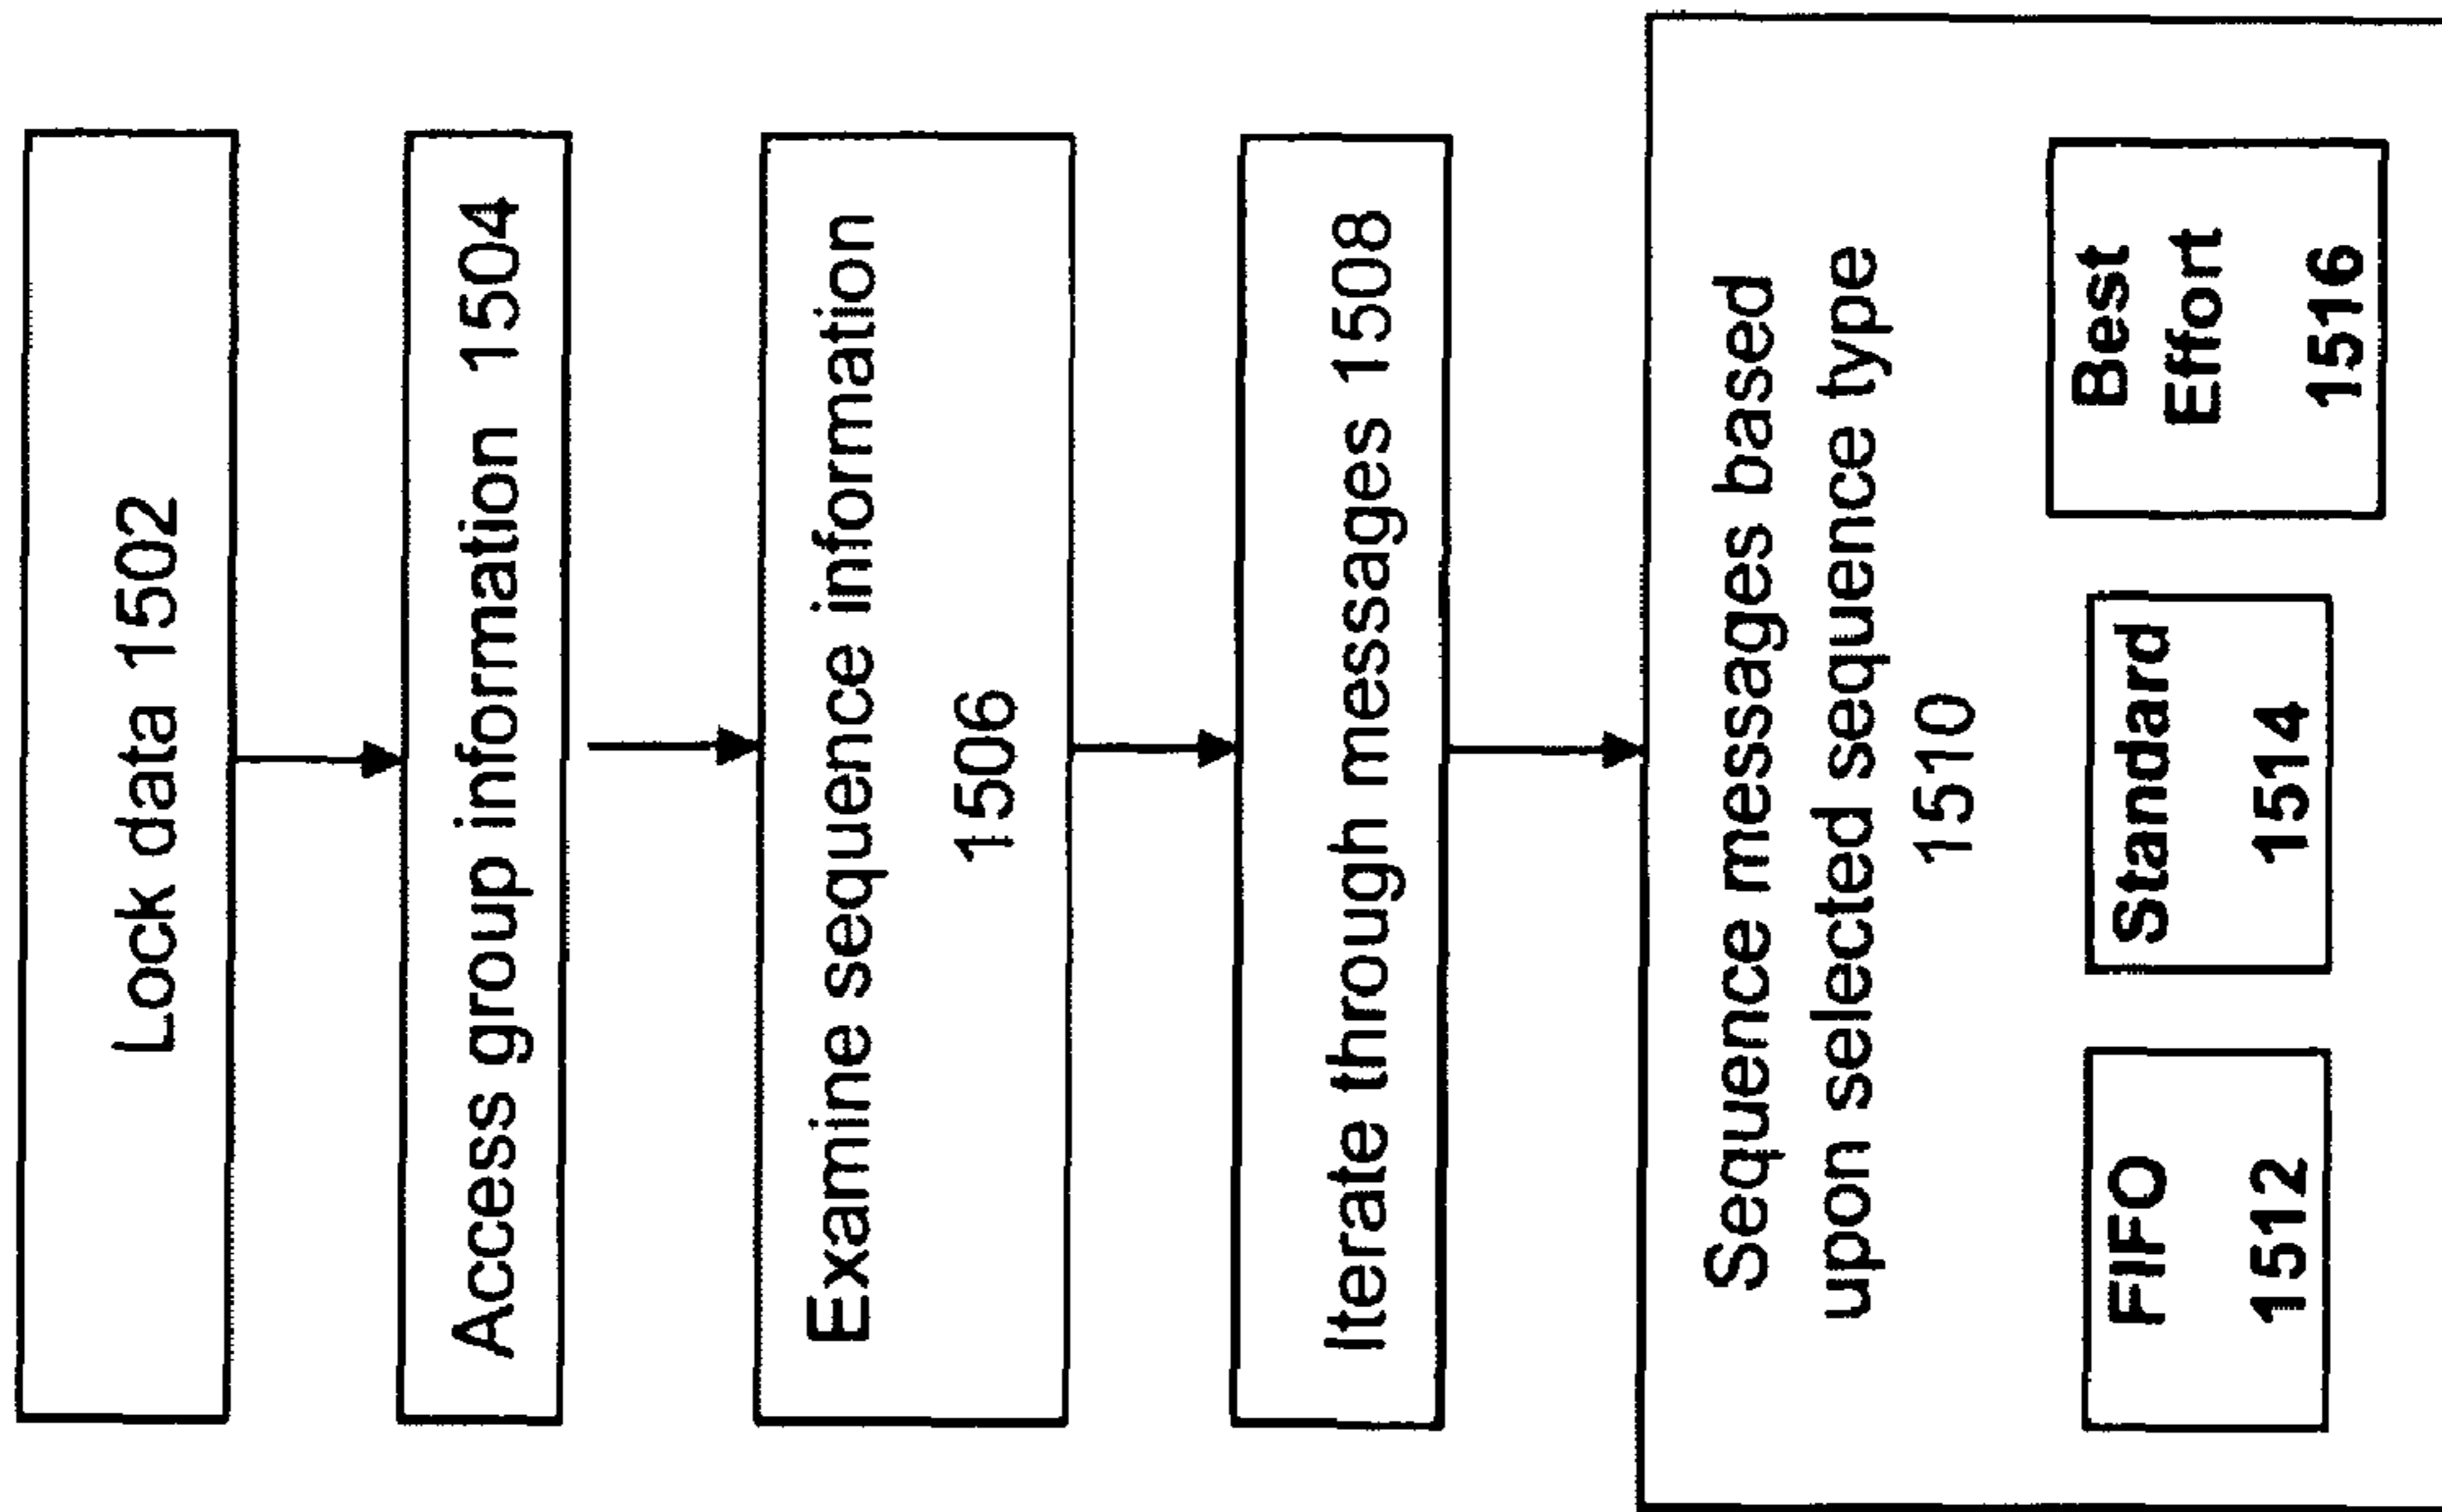 Lock data 1502
Access group information 1504
Examine sequence information
1506
Iterate through messages 1508
Sequence messages based
upon selected sequence type
1510
FIFO
1512
Standard
1514
Best
Effort
1516